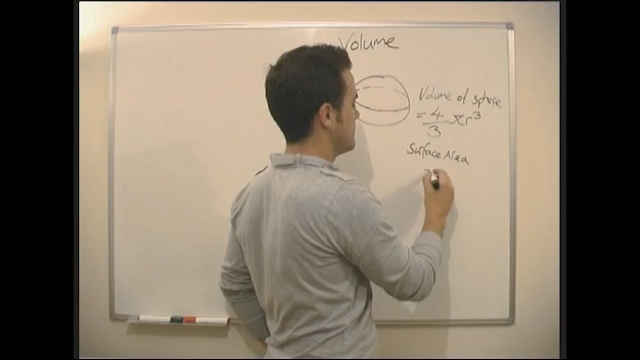 Volume
Volume of sphere
= 4/3 πr³
Surface Area